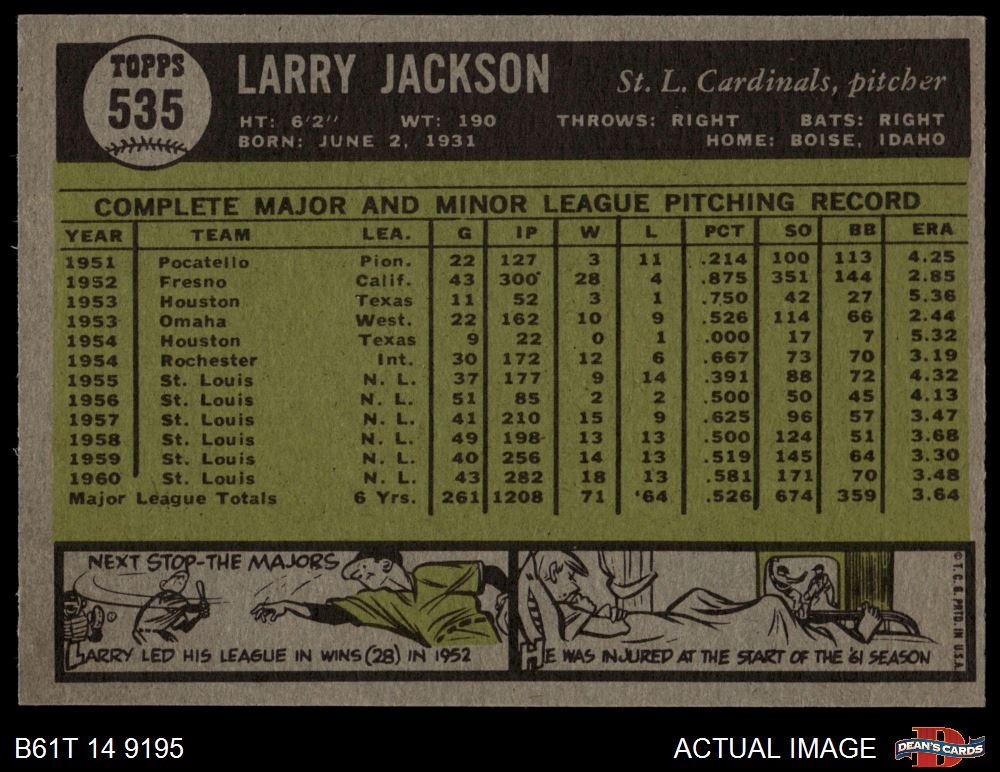 TOPPS
535
LARRY JACKSON
St. L. Cardinals, pitcher
HT: 6'2" WT: 190 THROWS: RIGHT BATS: RIGHT
BORN: JUNE 2, 1931 HOME: BOISE, IDAHO
COMPLETE MAJOR AND MINOR LEAGUE PITCHING RECORD
YEAR TEAM LEA. G IP W L PCT SO BB ERA
1951 Pocatello Pion. 22 127 3 11 .214 100 113 4.25
1952 Fresno Calif. 43 300 28 4 .875 351 144 2.85
1953 Houston Texas 11 52 3 1 .750 42 27 5.36
1953 Omaha West. 22 162 10 9 .526 114 66 2.44
1954 Houston Texas 9 22 0 1 .000 17 7 5.32
1954 Rochester Int. 30 172 12 6 .667 73 70 3.19
1955 St. Louis N. L. 37 177 9 14 .391 88 72 4.32
1956 St. Louis N. L. 51 85 2 2 .500 50 45 4.13
1957 St. Louis N. L. 41 210 15 9 .625 96 57 3.47
1958 St. Louis N. L. 49 198 13 13 .500 124 51 3.68
1959 St. Louis N. L. 40 256 14 13 .519 145 64 3.30
1960 St. Louis N. L. 43 282 18 13 .581 171 70 3.48
Major League Totals 6 Yrs. 261 1208 71 '64 .526 674 359 3.64
NEXT STOP-THE MAJORS
LARRY LED HIS LEAGUE IN WINS (28) IN 1952
HE WAS INJURED AT THE START OF THE '61 SEASON
© T.C.G. PRTD. IN U.S.A.
B61T 14 9195
ACTUAL IMAGE
DEAN'S CARDS